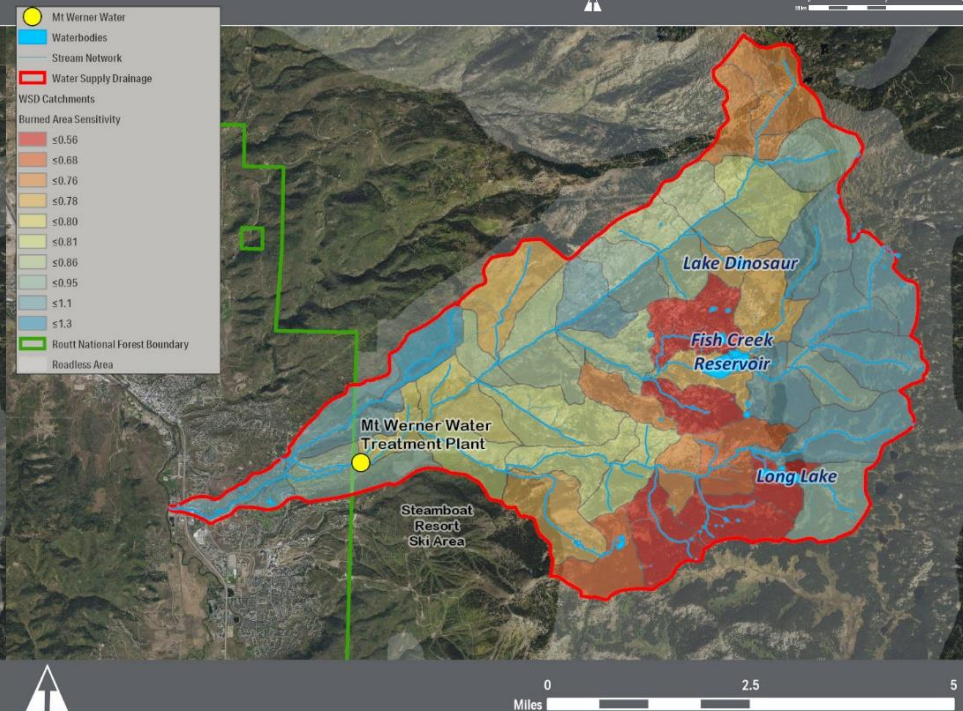 Miles
Mt Werner Water
Waterbodies
Stream Network
Water Supply Drainage
WSD Catchments
Burned Area Sensitivity
≤0.56
≤0.68
≤0.76
≤0.78
≤0.80
≤0.81
≤0.86
≤0.95
≤1.1
≤1.3
Routt National Forest Boundary
Roadless Area
Lake Dinosaur
Fish Creek
Reservoir
Mt Werner Water
Treatment Plant
Long Lake
Steamboat
Resort
Ski Area
0 2.5 5
Miles